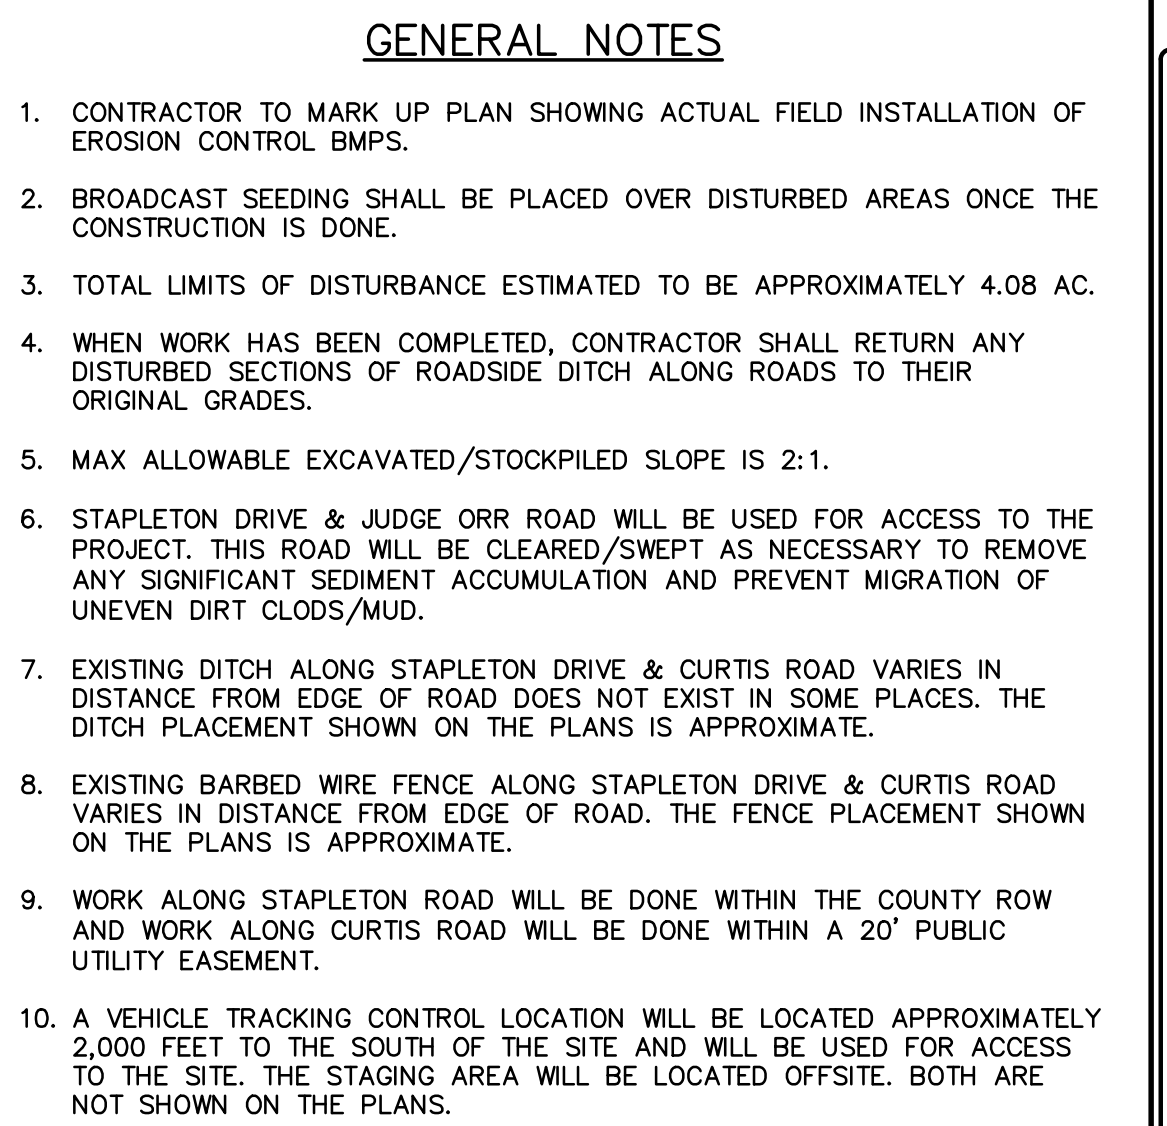 GENERAL NOTES
1. CONTRACTOR TO MARK UP PLAN SHOWING ACTUAL FIELD INSTALLATION OF
EROSION CONTROL BMPS.
2. BROADCAST SEEDING SHALL BE PLACED OVER DISTURBED AREAS ONCE THE
CONSTRUCTION IS DONE.
3. TOTAL LIMITS OF DISTURBANCE ESTIMATED TO BE APPROXIMATELY 4.08 AC.
4. WHEN WORK HAS BEEN COMPLETED, CONTRACTOR SHALL RETURN ANY
DISTURBED SECTIONS OF ROADSIDE DITCH ALONG ROADS TO THEIR
ORIGINAL GRADES.
5. MAX ALLOWABLE EXCAVATED/STOCKPILED SLOPE IS 2:1.
6. STAPLETON DRIVE & JUDGE ORR ROAD WILL BE USED FOR ACCESS TO THE
PROJECT. THIS ROAD WILL BE CLEARED/SWEPT AS NECESSARY TO REMOVE
ANY SIGNIFICANT SEDIMENT ACCUMULATION AND PREVENT MIGRATION OF
UNEVEN DIRT CLODS/MUD.
7. EXISTING DITCH ALONG STAPLETON DRIVE & CURTIS ROAD VARIES IN
DISTANCE FROM EDGE OF ROAD DOES NOT EXIST IN SOME PLACES. THE
DITCH PLACEMENT SHOWN ON THE PLANS IS APPROXIMATE.
8. EXISTING BARBED WIRE FENCE ALONG STAPLETON DRIVE & CURTIS ROAD
VARIES IN DISTANCE FROM EDGE OF ROAD. THE FENCE PLACEMENT SHOWN
ON THE PLANS IS APPROXIMATE.
9. WORK ALONG STAPLETON ROAD WILL BE DONE WITHIN THE COUNTY ROW
AND WORK ALONG CURTIS ROAD WILL BE DONE WITHIN A 20' PUBLIC
UTILITY EASEMENT.
10. A VEHICLE TRACKING CONTROL LOCATION WILL BE LOCATED APPROXIMATELY
2,000 FEET TO THE SOUTH OF THE SITE AND WILL BE USED FOR ACCESS
TO THE SITE. THE STAGING AREA WILL BE LOCATED OFFSITE. BOTH ARE
NOT SHOWN ON THE PLANS.